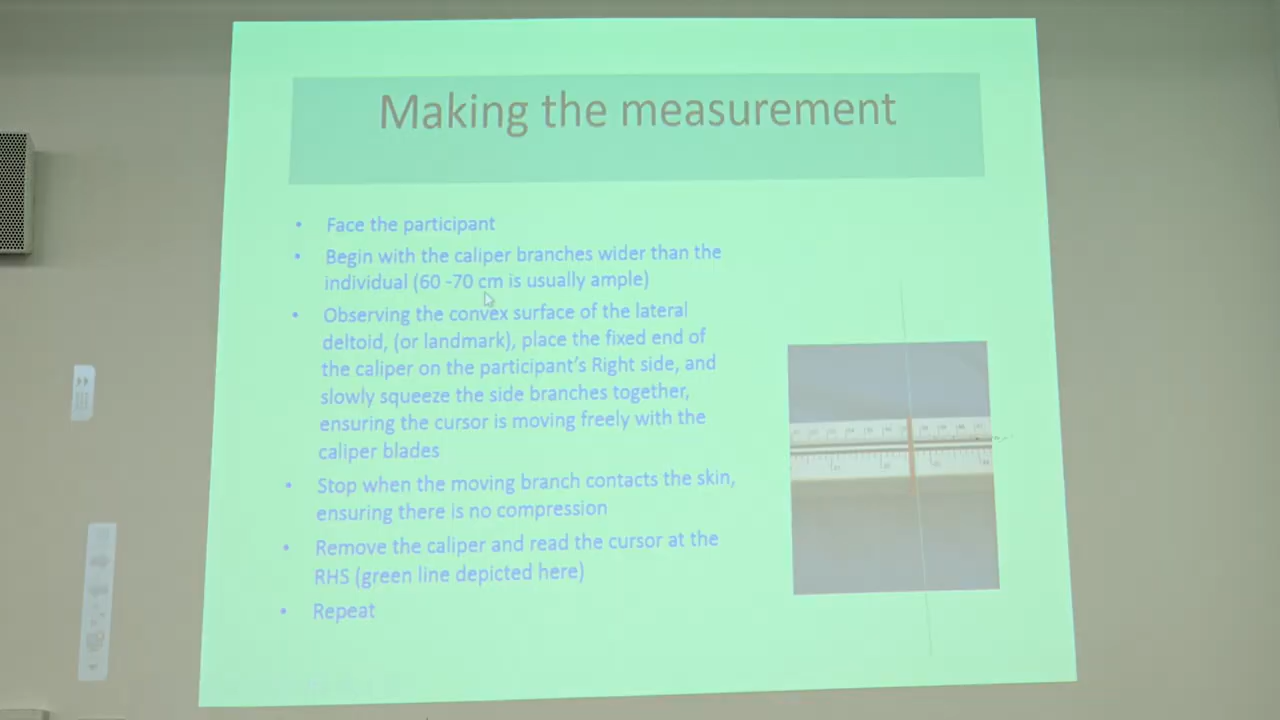 Making the measurement
• Face the participant
• Begin with the caliper branches wider than the
individual (60 -70 cm is usually ample)
• Observing the convex surface of the lateral
deltoid, (or landmark), place the fixed end of
the caliper on the participant's Right side, and
slowly squeeze the side branches together,
ensuring the cursor is moving freely with the
caliper blades
• Stop when the moving branch contacts the skin,
ensuring there is no compression
• Remove the caliper and read the cursor at the
RHS (green line depicted here)
• Repeat